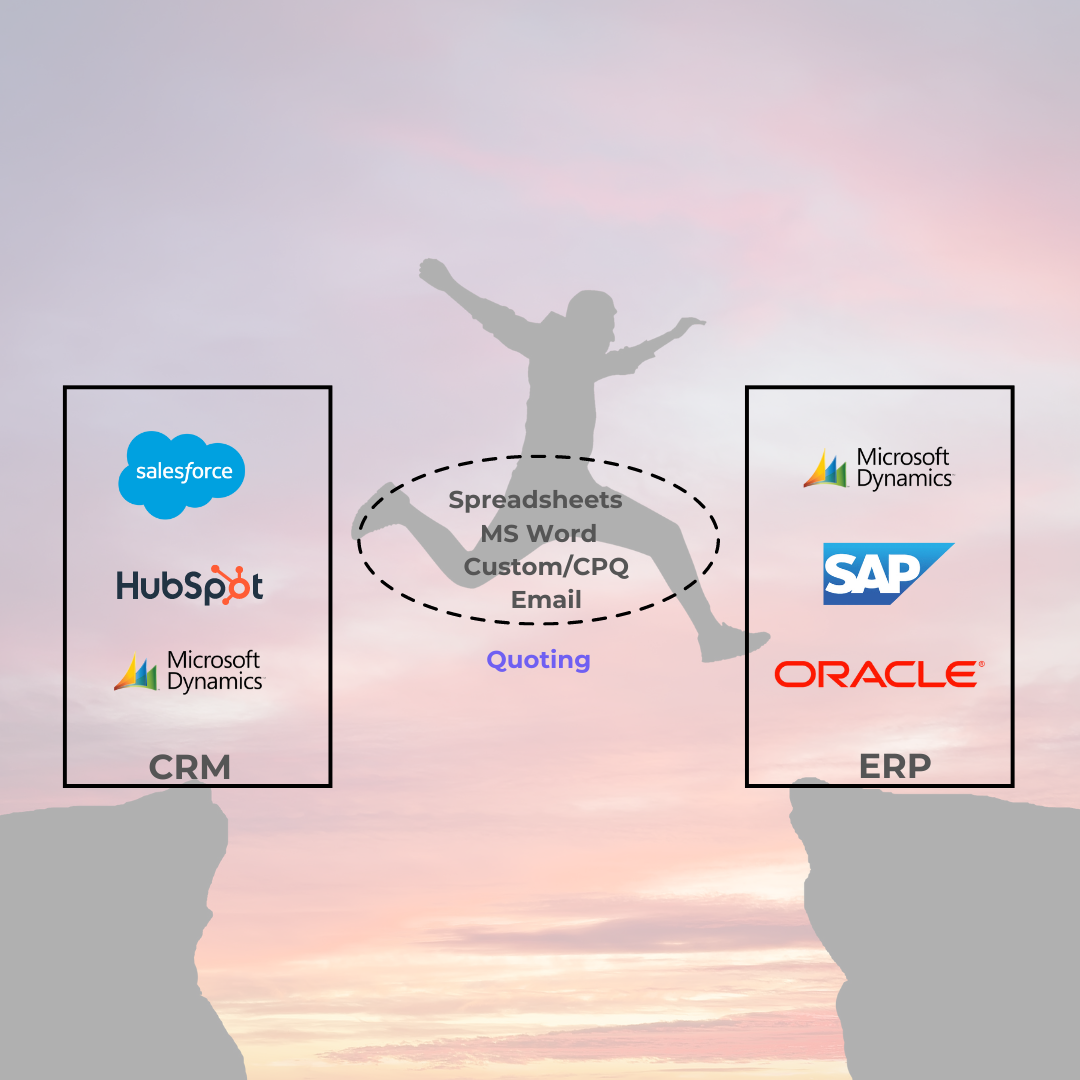 salesforce
HubSpot
Microsoft
Dynamics
CRM
Spreadsheets
MS Word
Custom/CPQ
Email
Quoting
Microsoft
Dynamics
SAP
ORACLE®
ERP